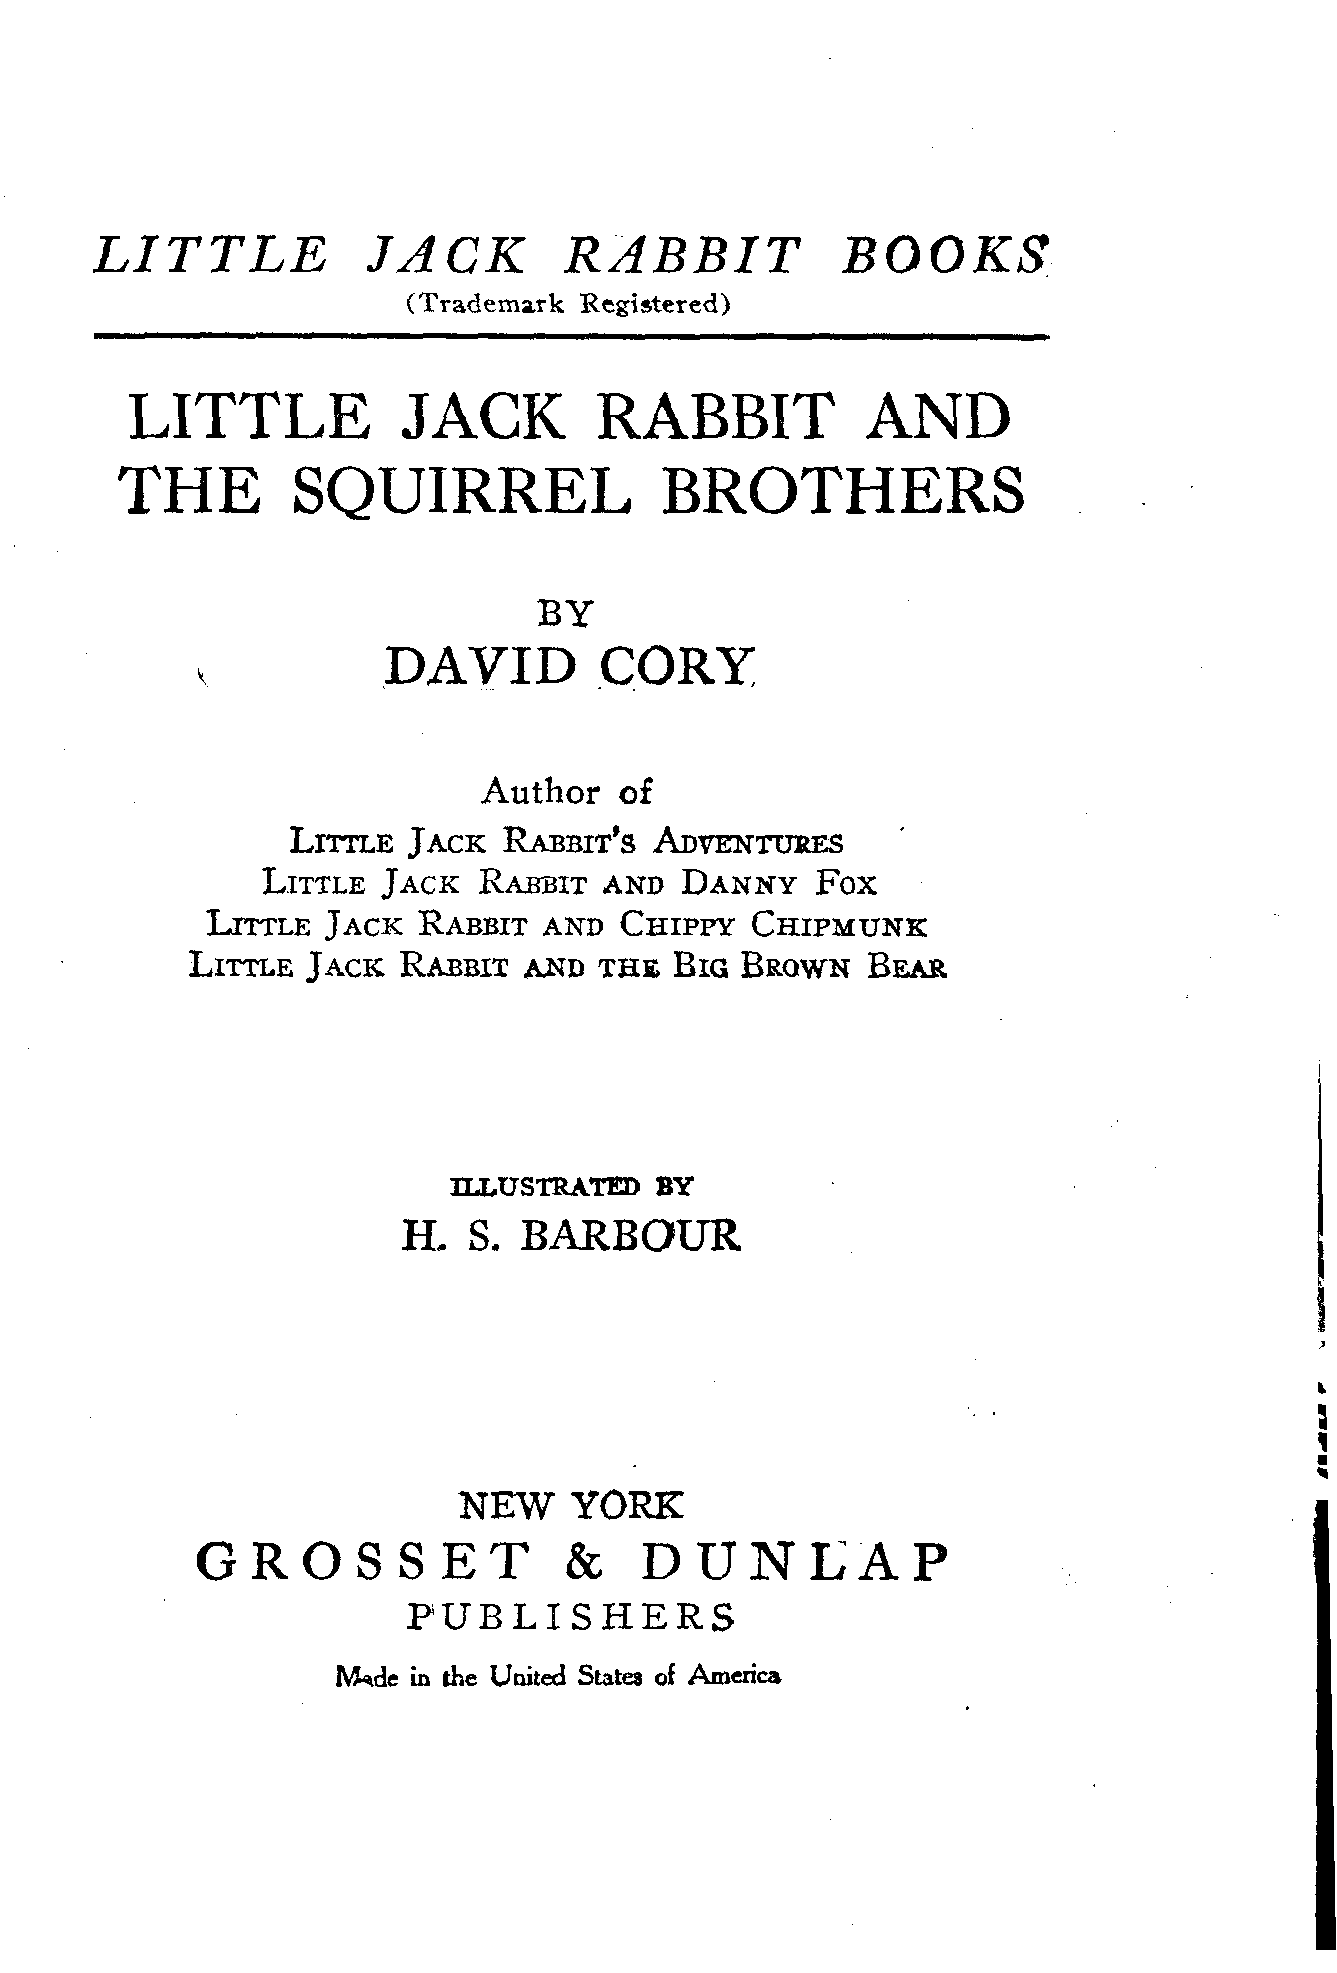 LITTLE JACK RABBIT BOOKS
(Trademark Registered)
LITTLE JACK RABBIT AND
THE SQUIRREL BROTHERS
BY
DAVID CORY
Author of
LITTLE JACK RABBIT'S ADVENTURES
LITTLE JACK RABBIT AND DANNY FOX
LITTLE JACK RABBIT AND CHIPPY CHIPMUNK
LITTLE JACK RABBIT AND THE BIG BROWN BEAR
ILLUSTRATED BY
H. S. BARBOUR
NEW YORK
GROSSET & DUNLAP
PUBLISHERS
Made in the United States of America